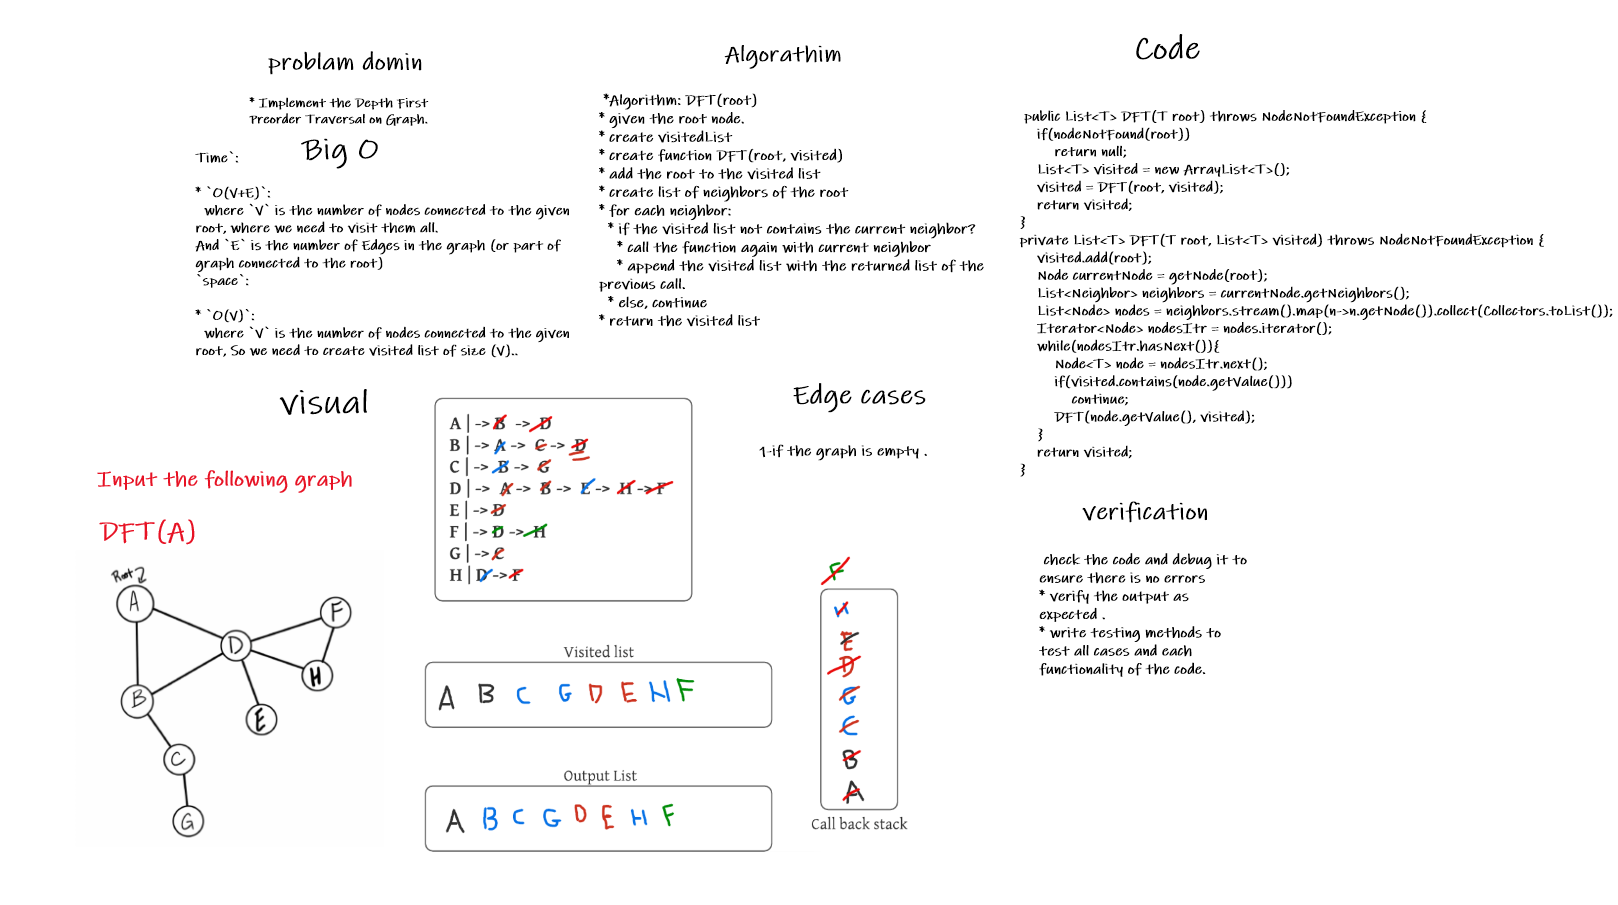 problam domin
* Implement the Depth First
Preorder Traversal on Graph.
Big O
Time`:
* `O(V+E)`:
where `V` is the number of nodes connected to the given
root, where we need to visit them all.
And `E` is the number of Edges in the graph (or part of
graph connected to the root)
`space`:
* `O(V)`:
where `V` is the number of nodes connected to the given
root, So we need to create visited list of size (V)..
Algorathim
*Algorithm: DFT(root)
* given the root node.
* create visitedList
* create function DFT(root, visited)
* add the root to the visited list
* create list of neighbors of the root
* for each neighbor:
* if the visited list not contains the current neighbor?
* call the function again with current neighbor
* append the visited list with the returned list of the
previous call.
* else, continue
* return the visited list
Code
public List<T> DFT(T root) throws NodeNotFoundException {
if(nodeNotFound(root))
return null;
List<T> visited = new ArrayList<T>();
visited = DFT(root, visited);
return visited;
}
private List<T> DFT(T root, List<T> visited) throws NodeNotFoundException {
visited.add(root);
Node currentNode = getNode(root);
List<Neighbor> neighbors = currentNode.getNeighbors();
List<Node> nodes = neighbors.stream().map(n->n.getNode()).collect(Collectors.toList());
Iterator<Node> nodesItr = nodes.iterator();
while(nodesItr.hasNext()){
Node<T> node = nodesItr.next();
if(visited.contains(node.getValue()))
continue;
DFT(node.getValue(), visited);
}
return visited;
}
visual
Input the following graph
DFT(A)
Root
A
B
C
G
D
E
F
H
A | -> B -> D
B | -> A -> C -> D
C | -> B -> G
D | -> A -> B -> E -> H -> F
E | -> D
F | -> D -> H
G | -> C
H | D -> F
Visited list
A B C G D E H F
Output List
A B C G D E H F
Edge cases
1-if the graph is empty .
F
H
E
D
G
C
B
A
Call back stack
verification
check the code and debug it to
ensure there is no errors
* verify the output as
expected .
* write testing methods to
test all cases and each
functionality of the code.